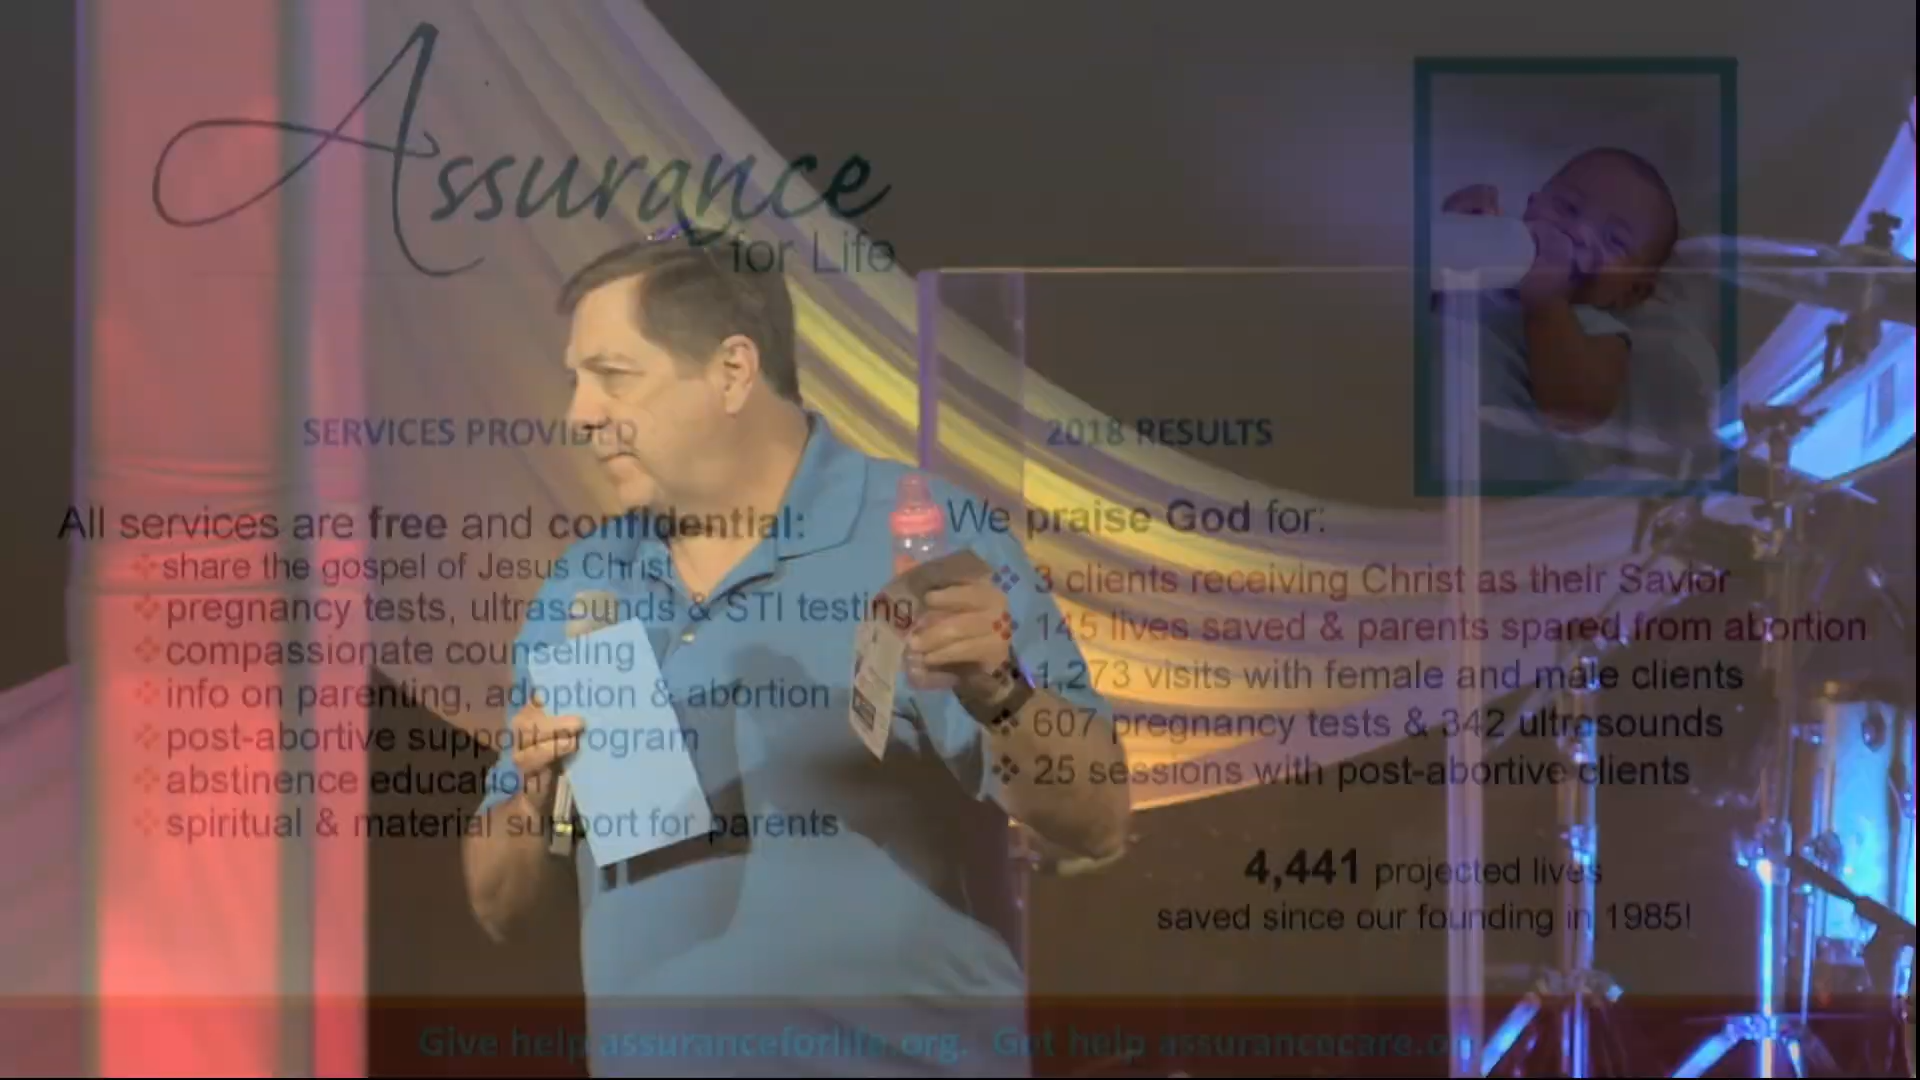 Assurance
for Life
SERVICES PROVIDED
All services are free and confidential:
share the gospel of Jesus Christ
pregnancy tests, ultrasounds & STI testing
compassionate counseling
info on parenting, adoption & abortion
post-abortive support program
abstinence education
spiritual & material support for parents
2018 RESULTS
We praise God for:
3 clients receiving Christ as their Savior
145 lives saved & parents spared from abortion
1,273 visits with female and male clients
607 pregnancy tests & 342 ultrasounds
25 sessions with post-abortive clients
4,441 projected lives
saved since our founding in 1985!
Give help assuranceforlife.org. Get help assurancecare.o